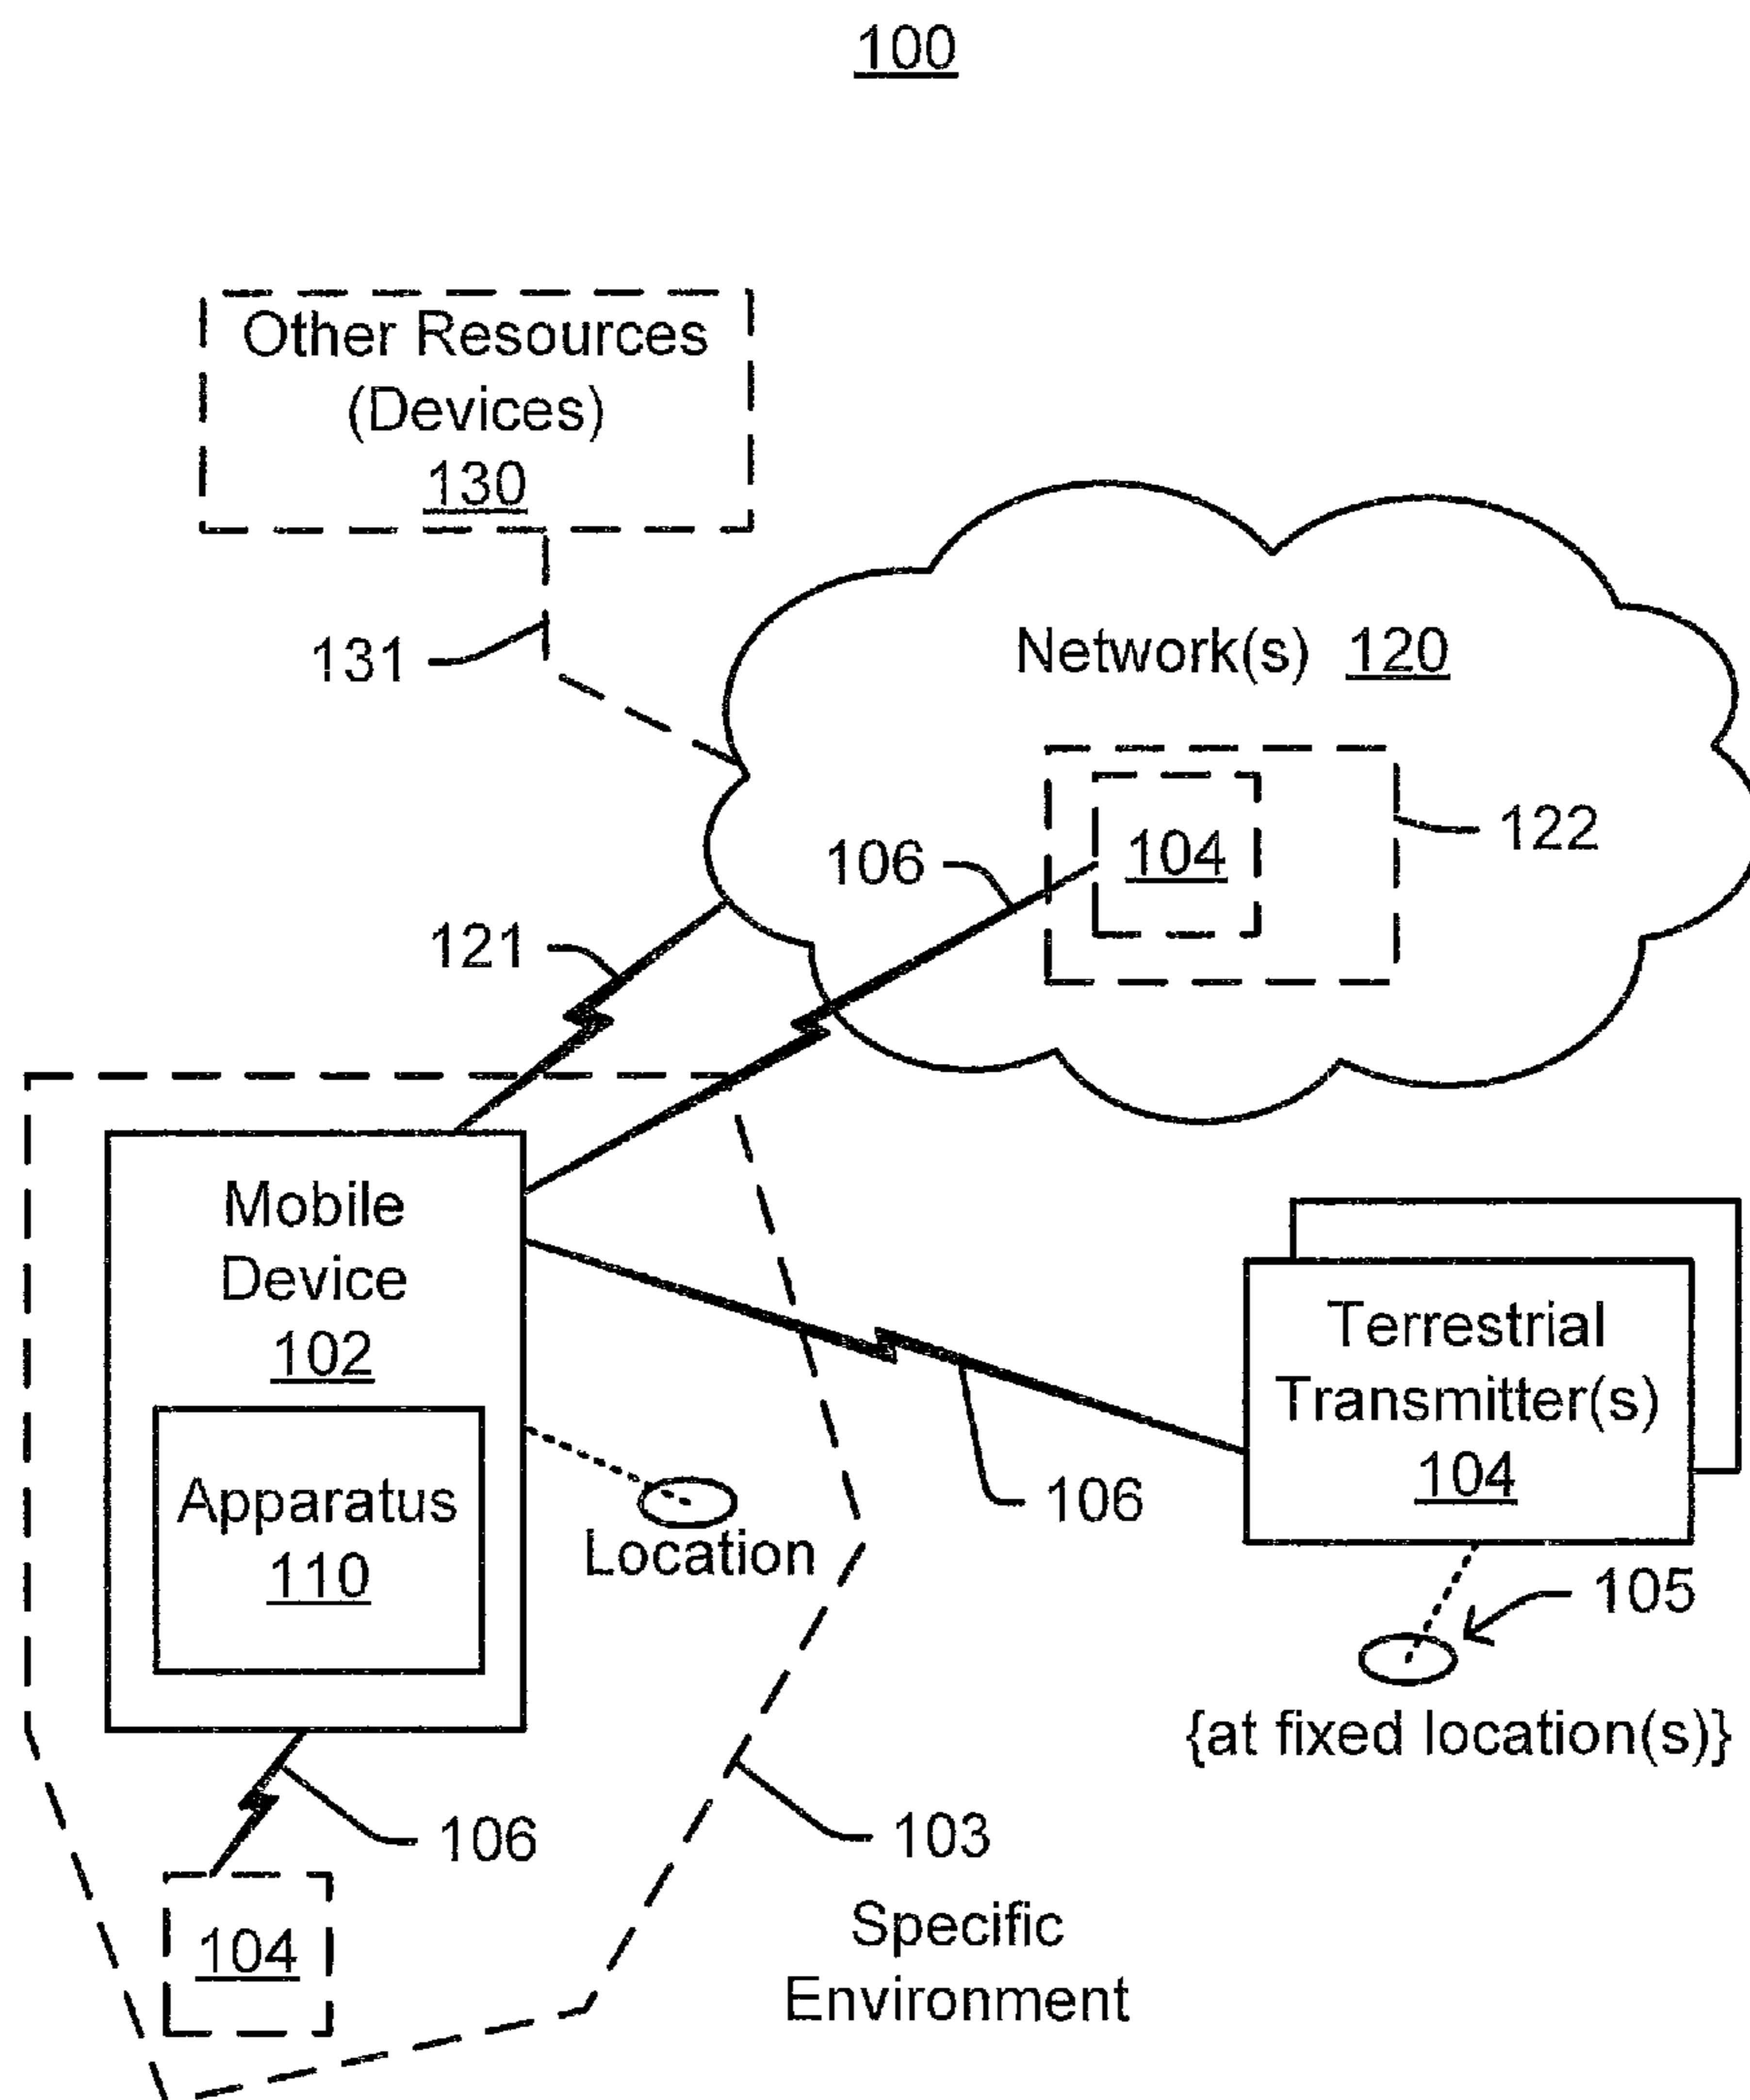 100
Other Resources
(Devices)
130
131
Network(s) 120
122
104
106
121
Mobile
Device
102
Apparatus
110
Location
106
Terrestrial
Transmitter(s)
104
105
{at fixed location(s)}
106
104
103
Specific
Environment